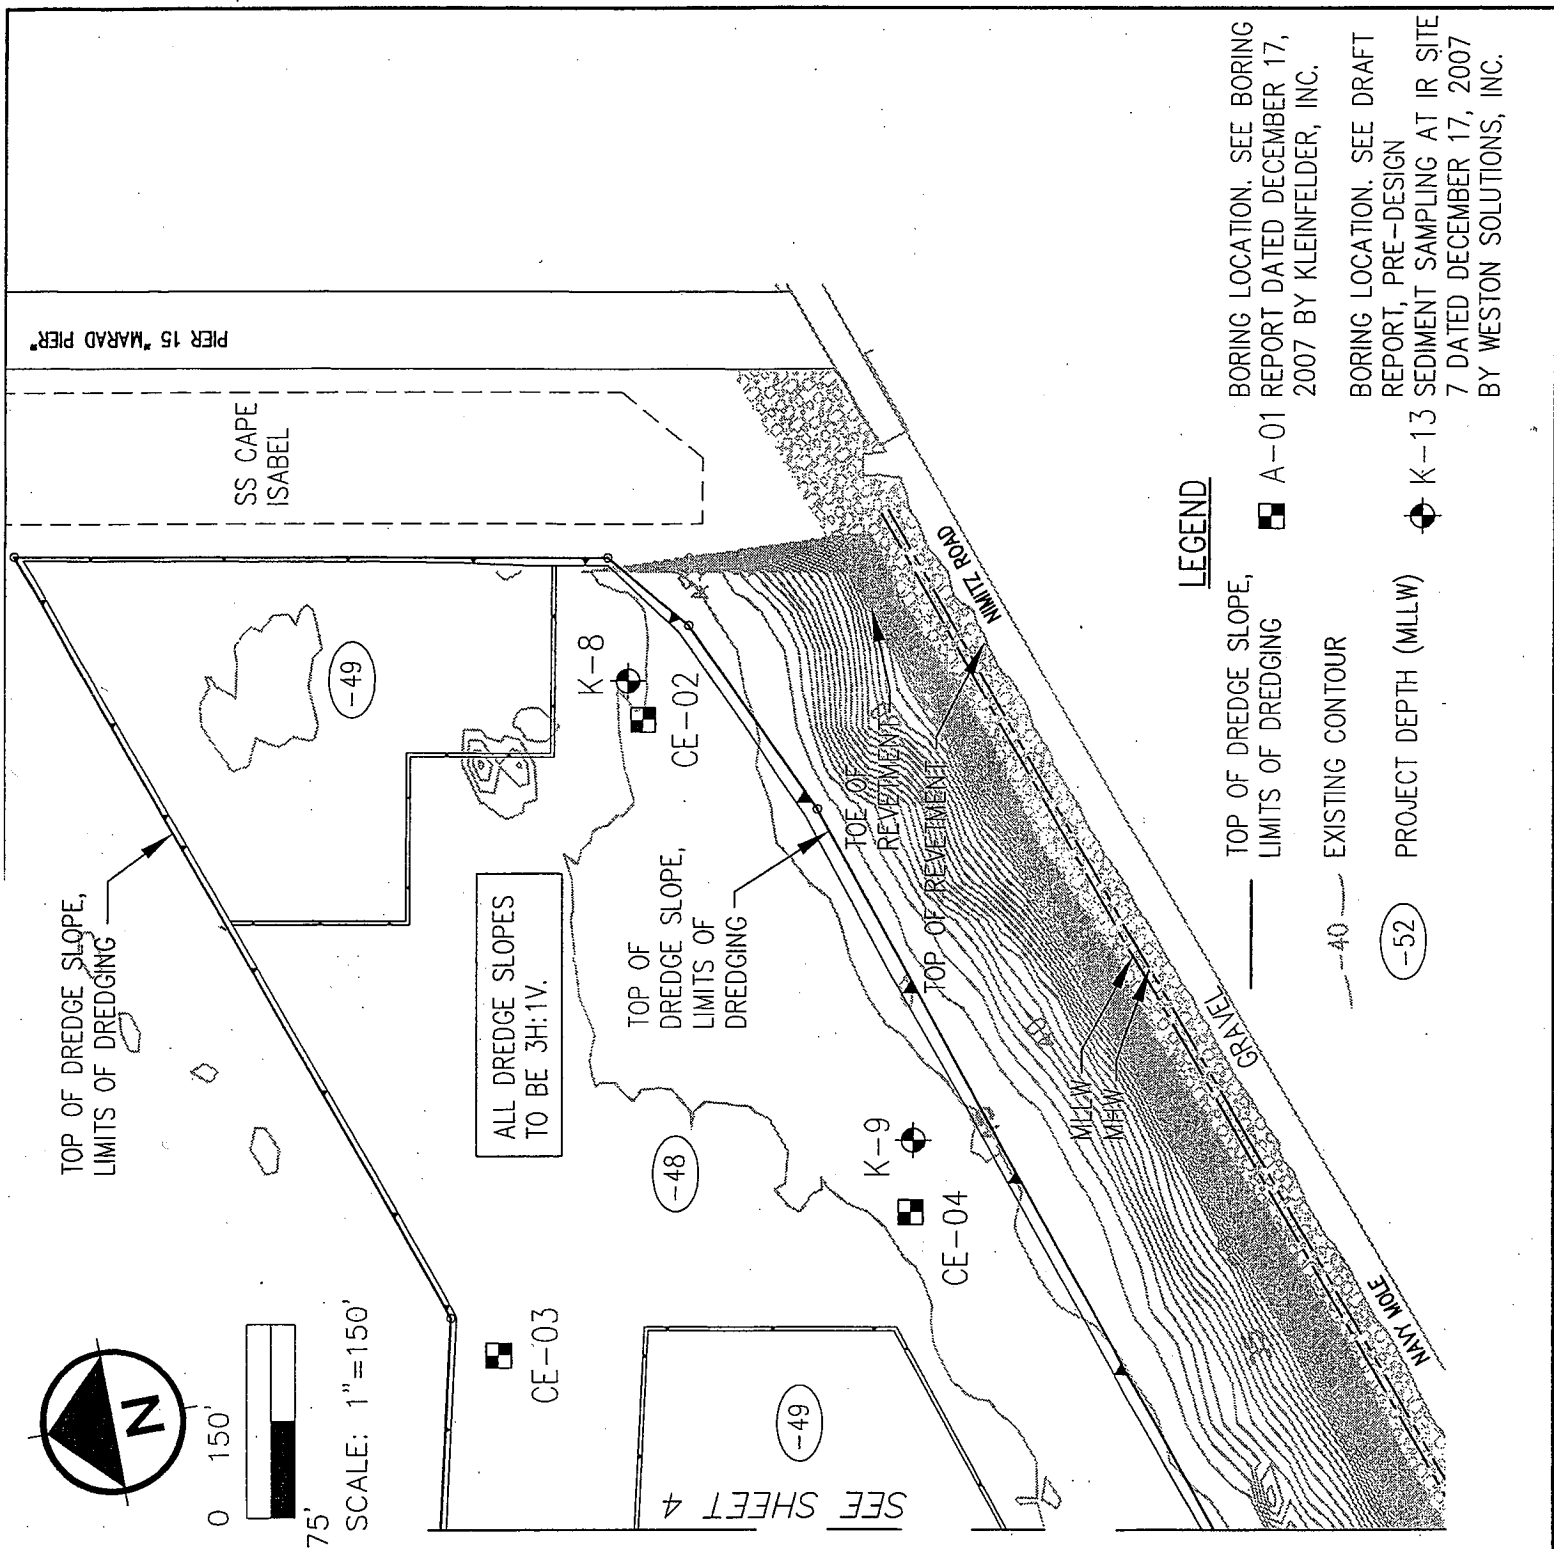 TOP OF DREDGE SLOPE,
LIMITS OF DREDGING
N
0 150'
75'
SCALE: 1"=150'
CE-03
-49
SEE SHEET 4
ALL DREDGE SLOPES
TO BE 3H:1V.
-48
K-9
CE-04
TOP OF
DREDGE SLOPE,
LIMITS OF
DREDGING
-49
K-8
CE-02
SS CAPE
ISABEL
PIER 15 "MARAD PIER"
TOE OF
REVETMENT
TOP OF REVETMENT
MLLW
MHW
GRAVEL
NAVY MOLE
NIMITZ ROAD
LEGEND
TOP OF DREDGE SLOPE,
LIMITS OF DREDGING
-40 EXISTING CONTOUR
-52 PROJECT DEPTH (MLLW)
BORING LOCATION. SEE BORING
A-01 REPORT DATED DECEMBER 17,
2007 BY KLEINFELDER, INC.
BORING LOCATION. SEE DRAFT
REPORT, PRE-DESIGN
K-13 SEDIMENT SAMPLING AT IR SITE
7 DATED DECEMBER 17, 2007
BY WESTON SOLUTIONS, INC.